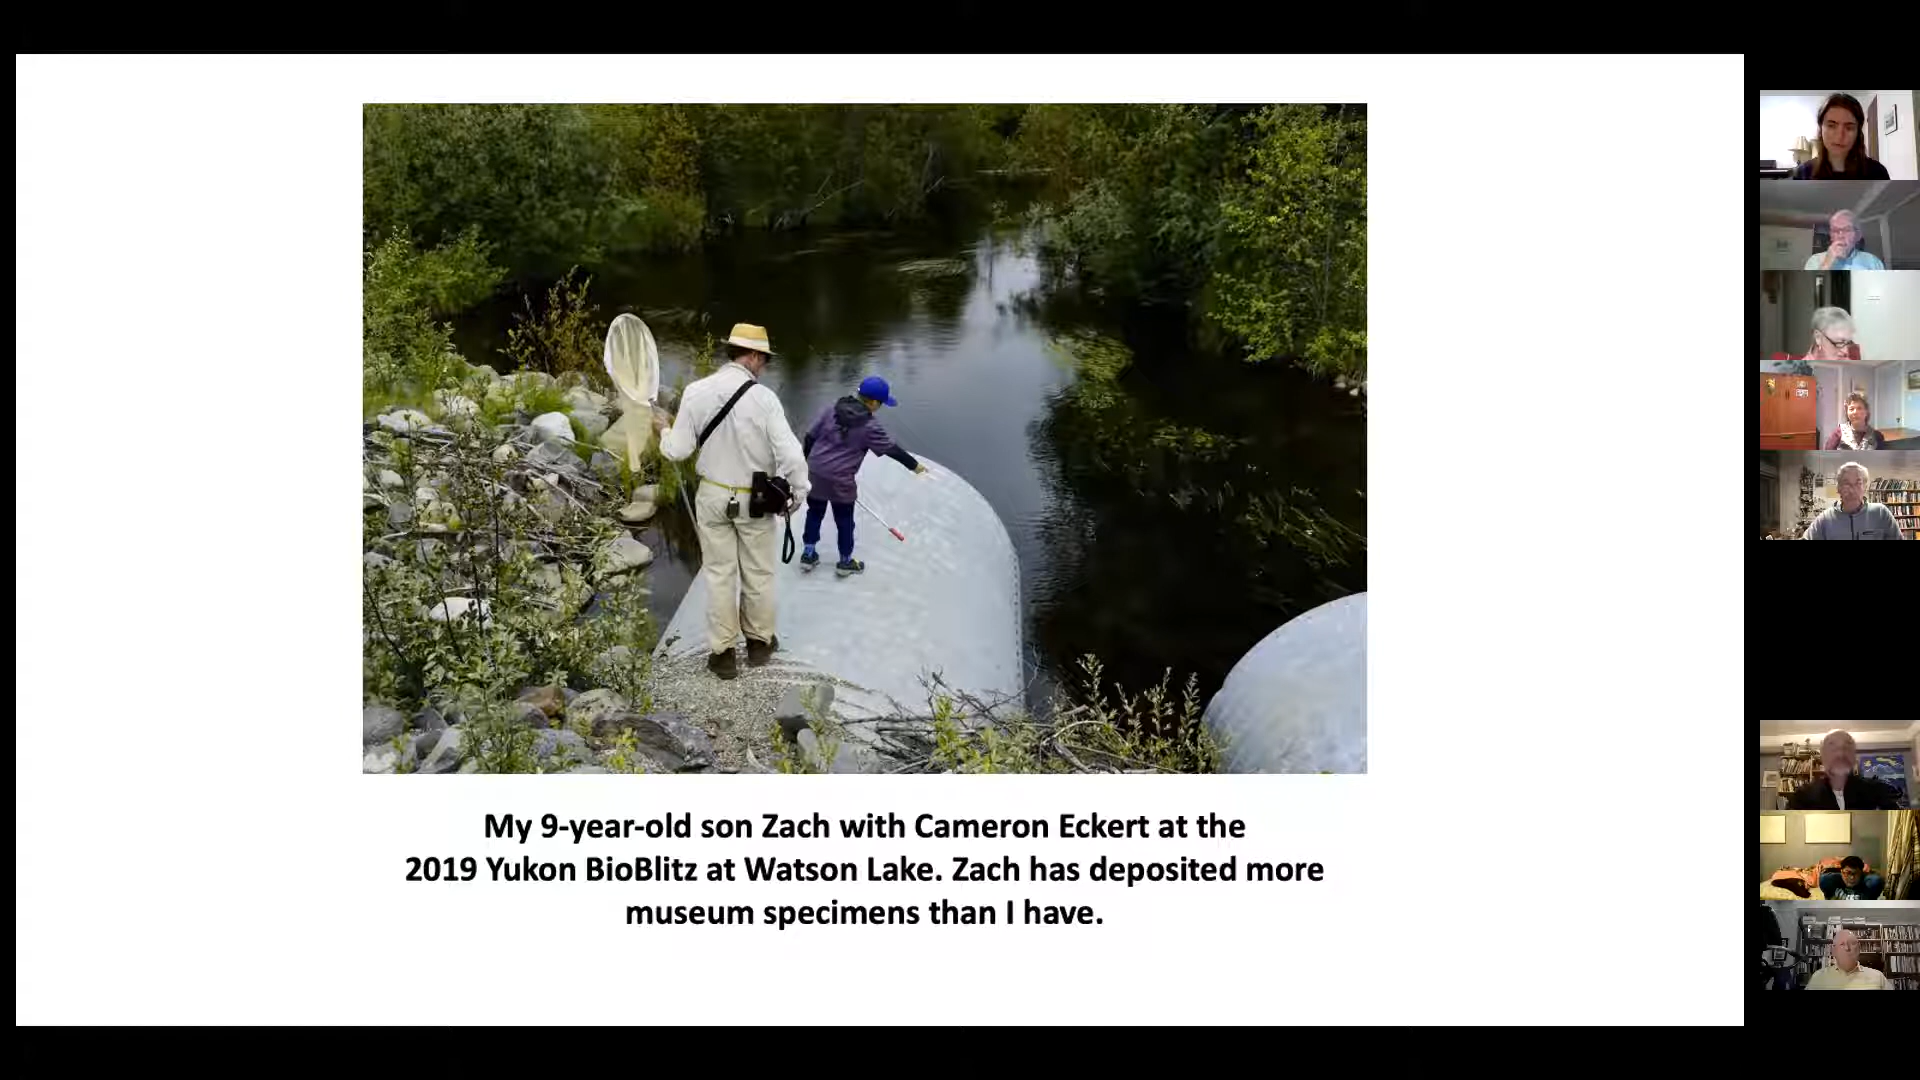 My 9-year-old son Zach with Cameron Eckert at the
2019 Yukon BioBlitz at Watson Lake. Zach has deposited more
museum specimens than I have.